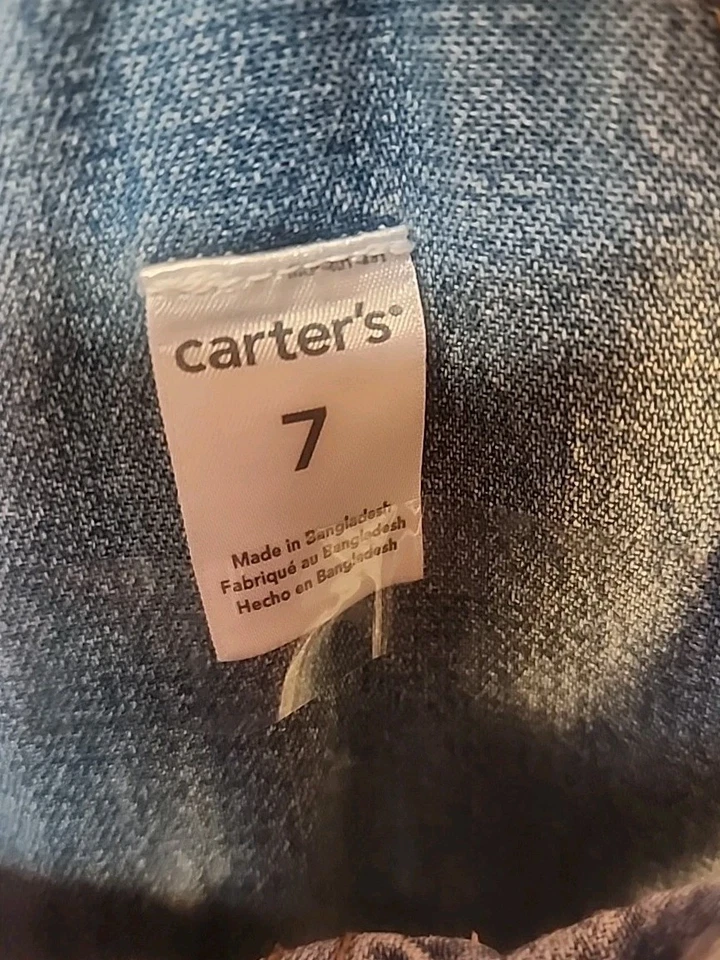 carter's
7
Made in Bangladesh
Fabriqué au Bangladesh
Hecho en Bangladesh